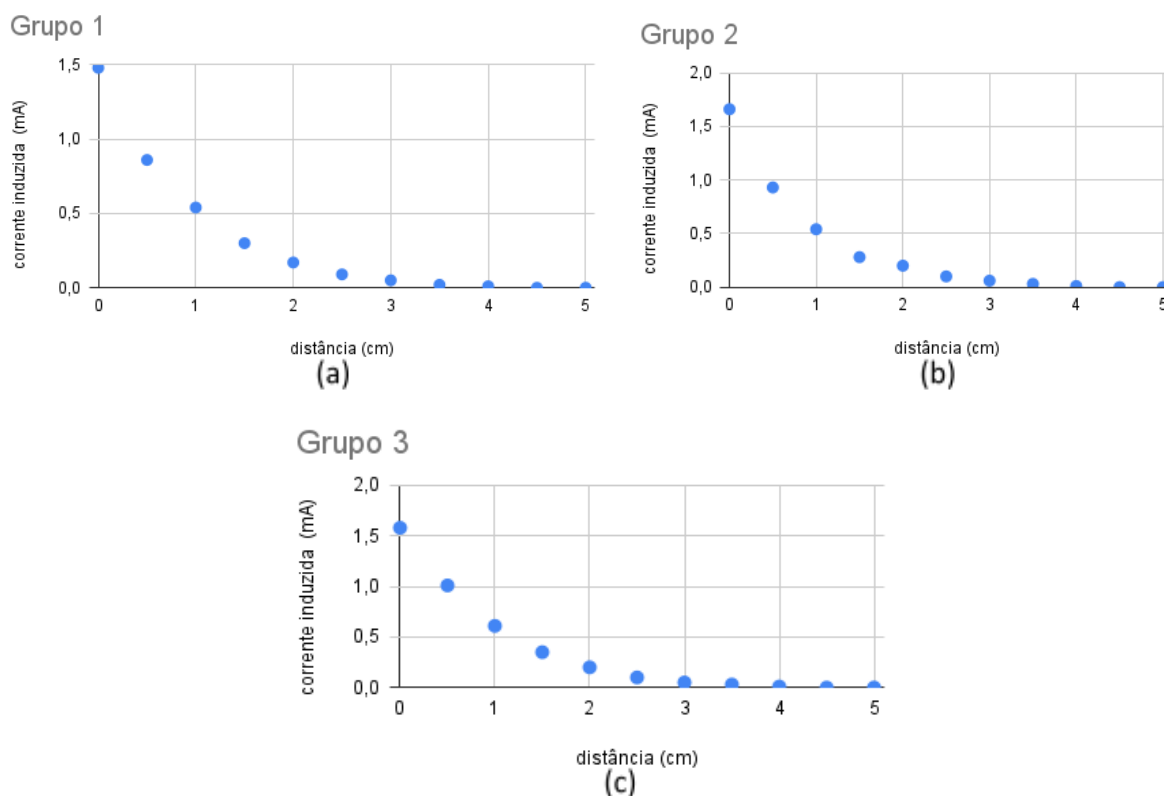 Grupo 1
1,5
1,0
0,5
0,0
corrente induzida (mA)
0 1 2 3 4 5
distância (cm)
(a)
Grupo 2
2,0
1,5
1,0
0,5
0,0
corrente induzida (mA)
0 1 2 3 4 5
distância (cm)
(b)
Grupo 3
2,0
1,5
1,0
0,5
0,0
corrente induzida (mA)
0 1 2 3 4 5
distância (cm)
(c)